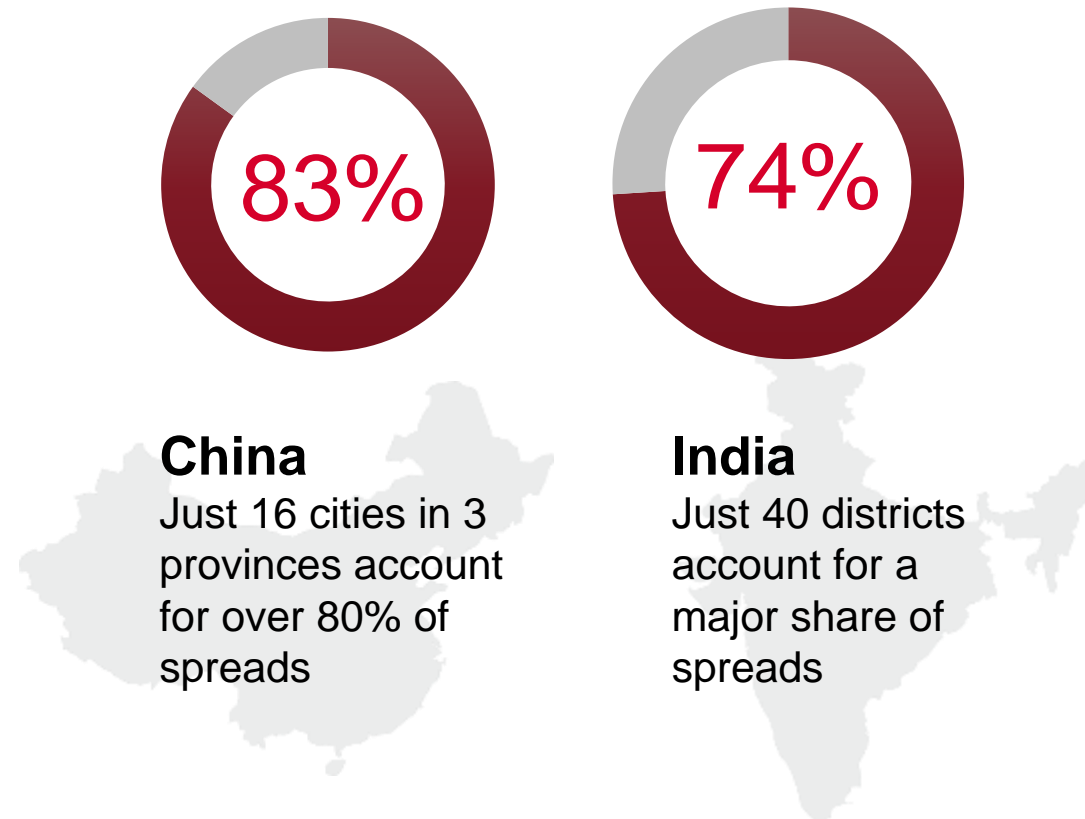 83%
74%
China
Just 16 cities in 3
provinces account
for over 80% of
spreads
India
Just 40 districts
account for a
major share of
spreads